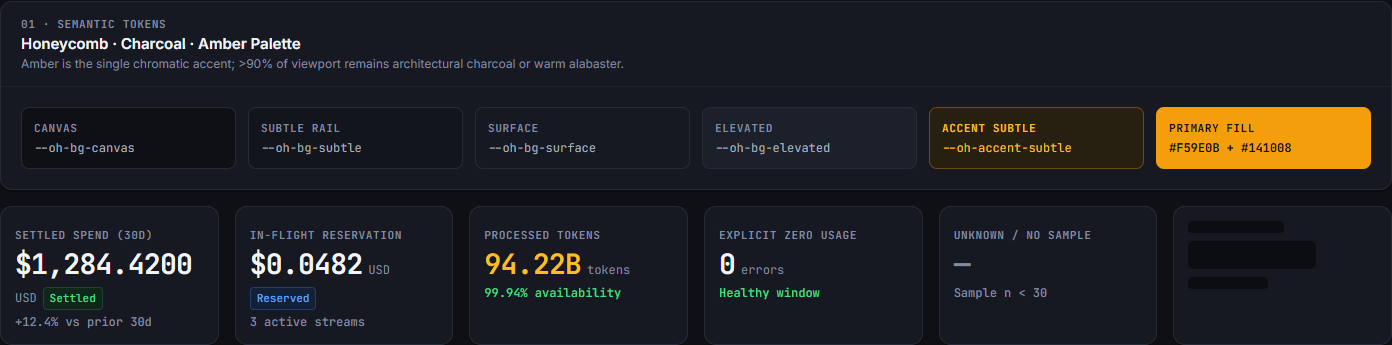 01 · SEMANTIC TOKENS
Honeycomb · Charcoal · Amber Palette
Amber is the single chromatic accent; >90% of viewport remains architectural charcoal or warm alabaster.
CANVAS
--oh-bg-canvas
SUBTLE RAIL
--oh-bg-subtle
SURFACE
--oh-bg-surface
ELEVATED
--oh-bg-elevated
ACCENT SUBTLE
--oh-accent-subtle
PRIMARY FILL
#F59E0B + #141008
SETTLED SPEND (30D)
$1,284.4200
USD Settled
+12.4% vs prior 30d
IN-FLIGHT RESERVATION
$0.0482 USD
Reserved
3 active streams
PROCESSED TOKENS
94.22B tokens
99.94% availability
EXPLICIT ZERO USAGE
0 errors
Healthy window
UNKNOWN / NO SAMPLE
—
Sample n < 30